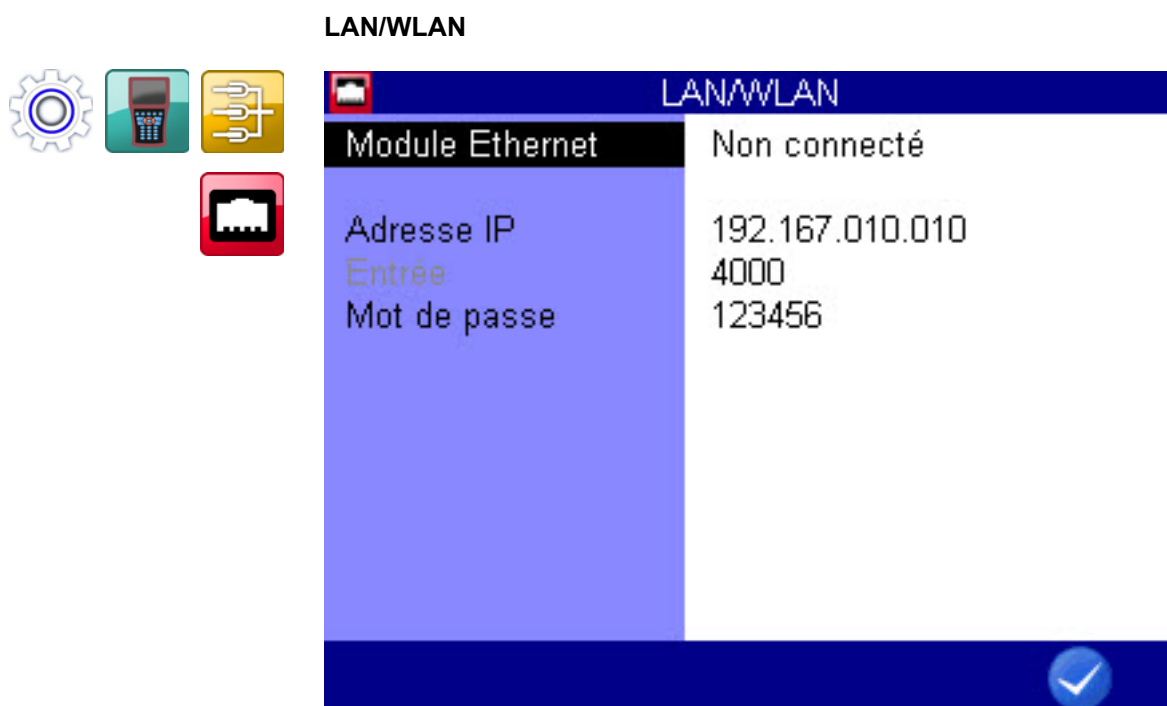 LAN/WLAN
LAN/WLAN
Module Ethernet Non connecté
Adresse IP 192.167.010.010
Entrée 4000
Mot de passe 123456